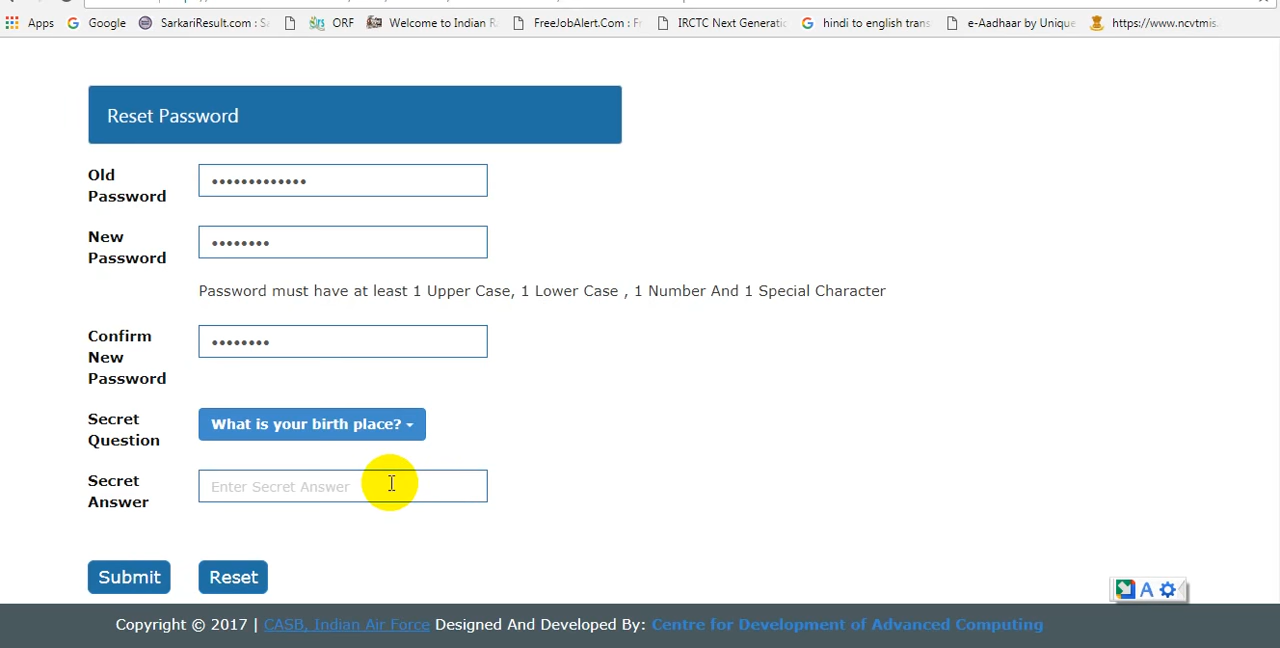 Apps Google SarkariResult.com : Sa ORF Welcome to Indian R FreeJobAlert.Com : Fr IRCTC Next Generatio hindi to english trans e-Aadhaar by Unique https://www.ncvtmis.
Reset Password
Old
Password
New
Password
Password must have at least 1 Upper Case, 1 Lower Case , 1 Number And 1 Special Character
Confirm
New
Password
Secret
Question
What is your birth place?
Secret
Answer
Enter Secret Answer
Submit Reset
A
Copyright © 2017 | CASB, Indian Air Force Designed And Developed By: Centre for Development of Advanced Computing